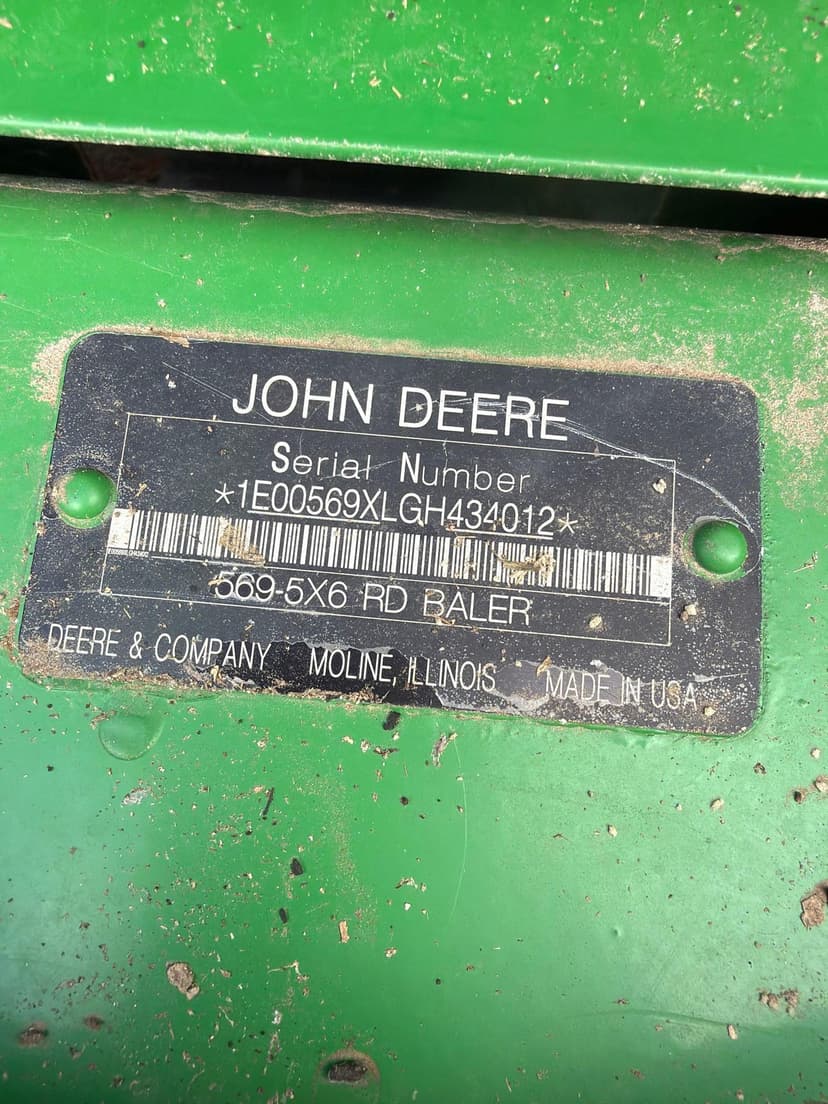 JOHN DEERE
Serial Number
*1E00569XLGH434012*
569-5X6 RD BALER
DEERE & COMPANY MOLINE, ILLINOIS MADE IN USA